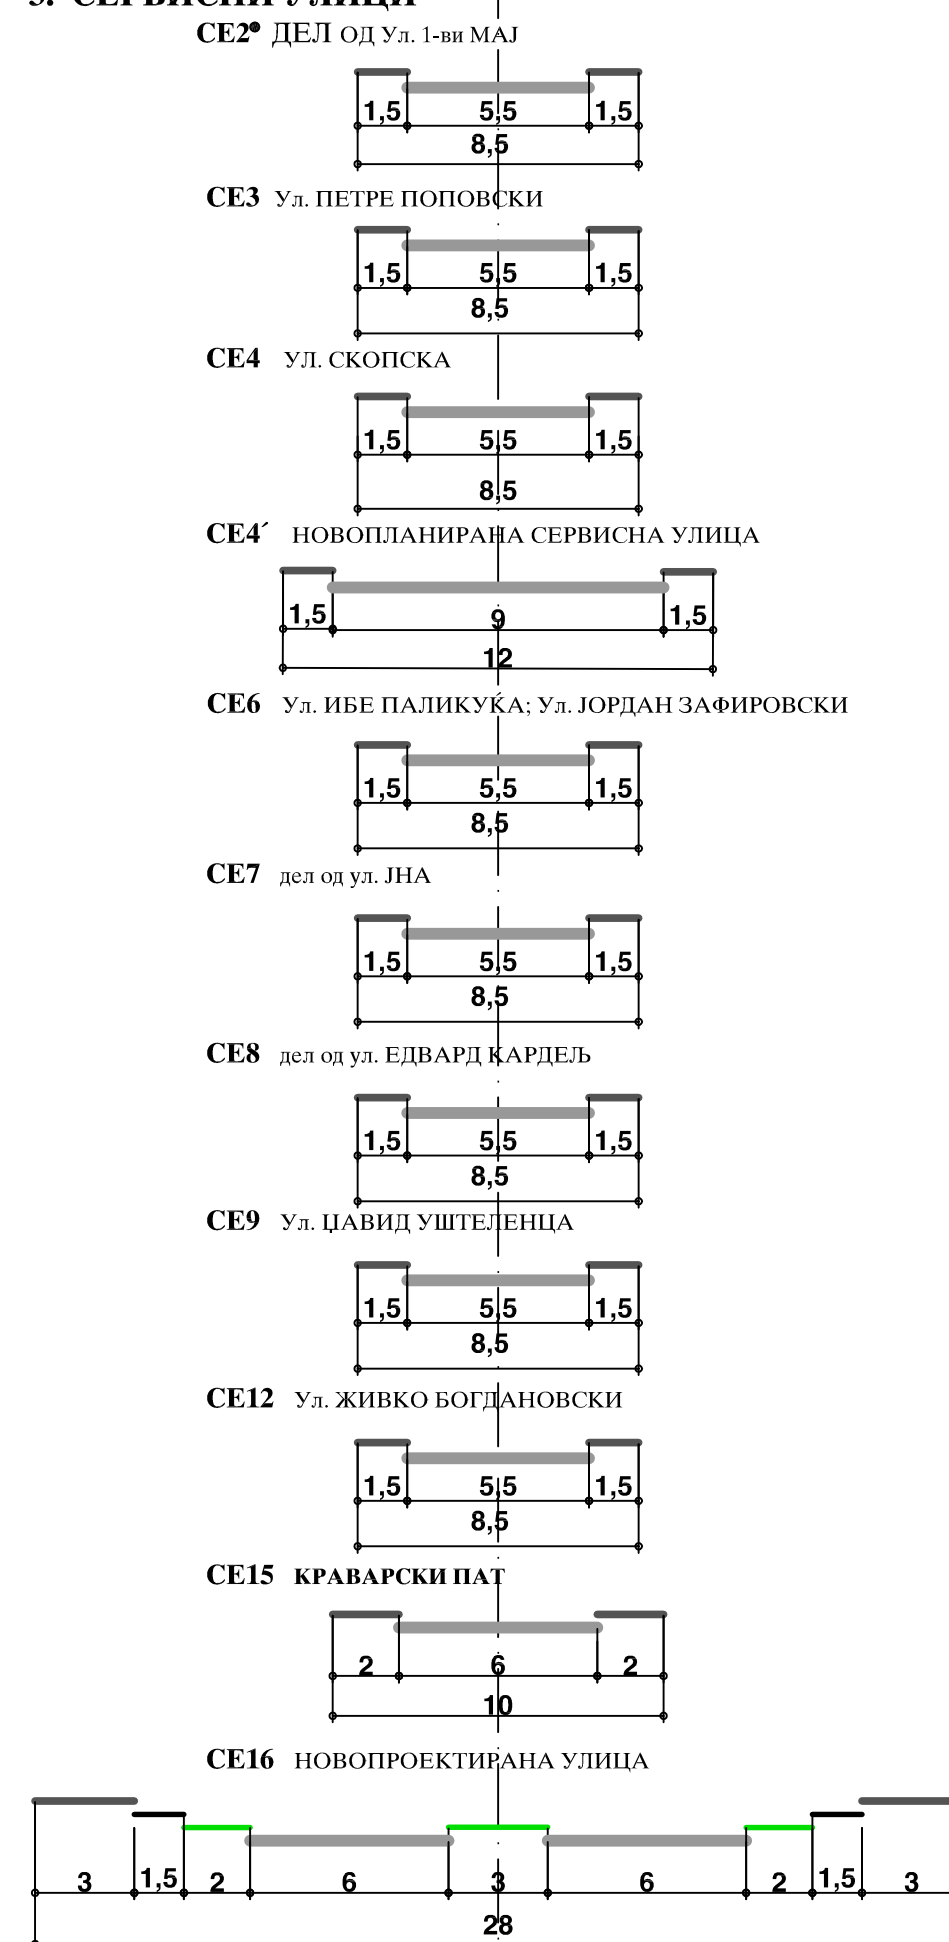 3. СЕРВИСНИ УЛИЦИ
СЕ2 ДЕЛ ОД Ул. 1-ви МАЈ
1,5 5,5 1,5
8,5
СЕ3 Ул. ПЕТРЕ ПОПОВСКИ
1,5 5,5 1,5
8,5
СЕ4 УЛ. СКОПСКА
1,5 5,5 1,5
8,5
СЕ4´ НОВОПЛАНИРАНА СЕРВИСНА УЛИЦА
1,5 9 1,5
12
СЕ6 Ул. ИБЕ ПАЛИКУЌА; Ул. ЈОРДАН ЗАФИРОВСКИ
1,5 5,5 1,5
8,5
СЕ7 дел од ул. ЈНА
1,5 5,5 1,5
8,5
СЕ8 дел од ул. ЕДВАРД КАРДЕЉ
1,5 5,5 1,5
8,5
СЕ9 Ул. ЏАВИД УШТЕЛЕНЦА
1,5 5,5 1,5
8,5
СЕ12 Ул. ЖИВКО БОГДАНОВСКИ
1,5 5,5 1,5
8,5
СЕ15 КРАВАРСКИ ПАТ
2 6 2
10
СЕ16 НОВОПРОЕКТИРАНА УЛИЦА
3 1,5 2 6 3 6 2 1,5 3
28